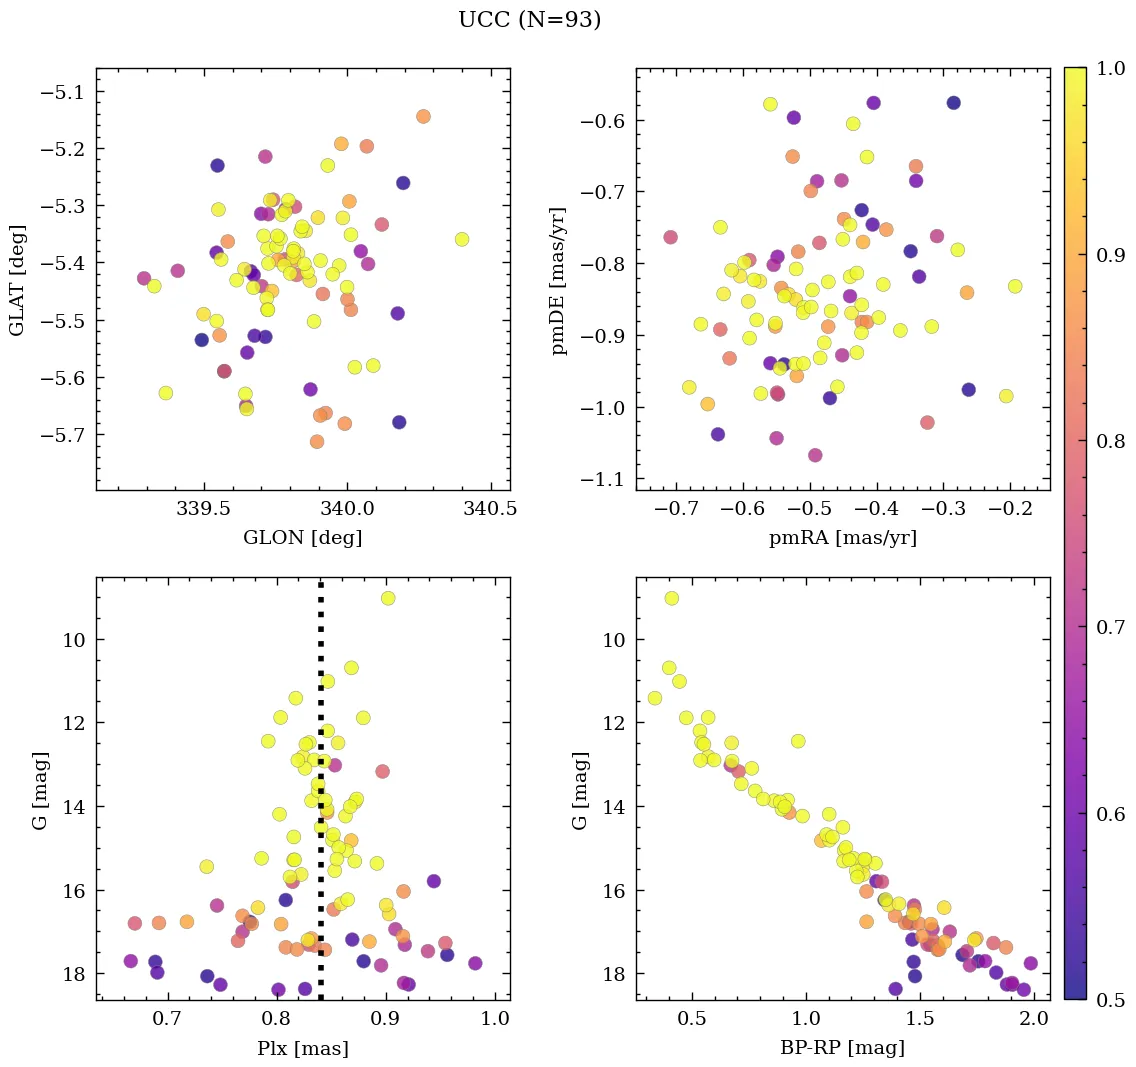 UCC (N=93)
−5.1
−5.2
−5.3
−5.4
−5.5
−5.6
−5.7
GLAT [deg]
339.5 340.0 340.5
GLON [deg]
−0.6
−0.7
−0.8
−0.9
−1.0
−1.1
pmDE [mas/yr]
−0.7 −0.6 −0.5 −0.4 −0.3 −0.2
pmRA [mas/yr]
10
12
14
16
18
G [mag]
0.7 0.8 0.9 1.0
Plx [mas]
10
12
14
16
18
G [mag]
0.5 1.0 1.5 2.0
BP-RP [mag]
1.0
0.9
0.8
0.7
0.6
0.5